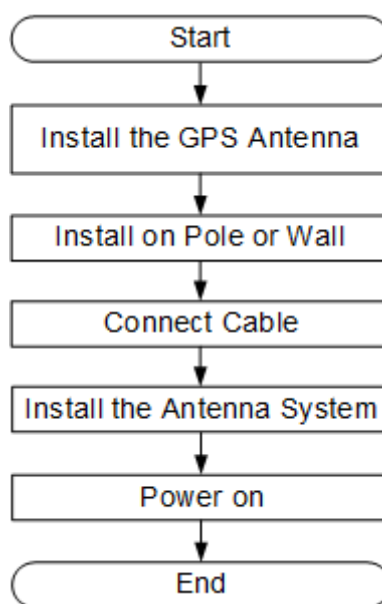 Start
Install the GPS Antenna
Install on Pole or Wall
Connect Cable
Install the Antenna System
Power on
End